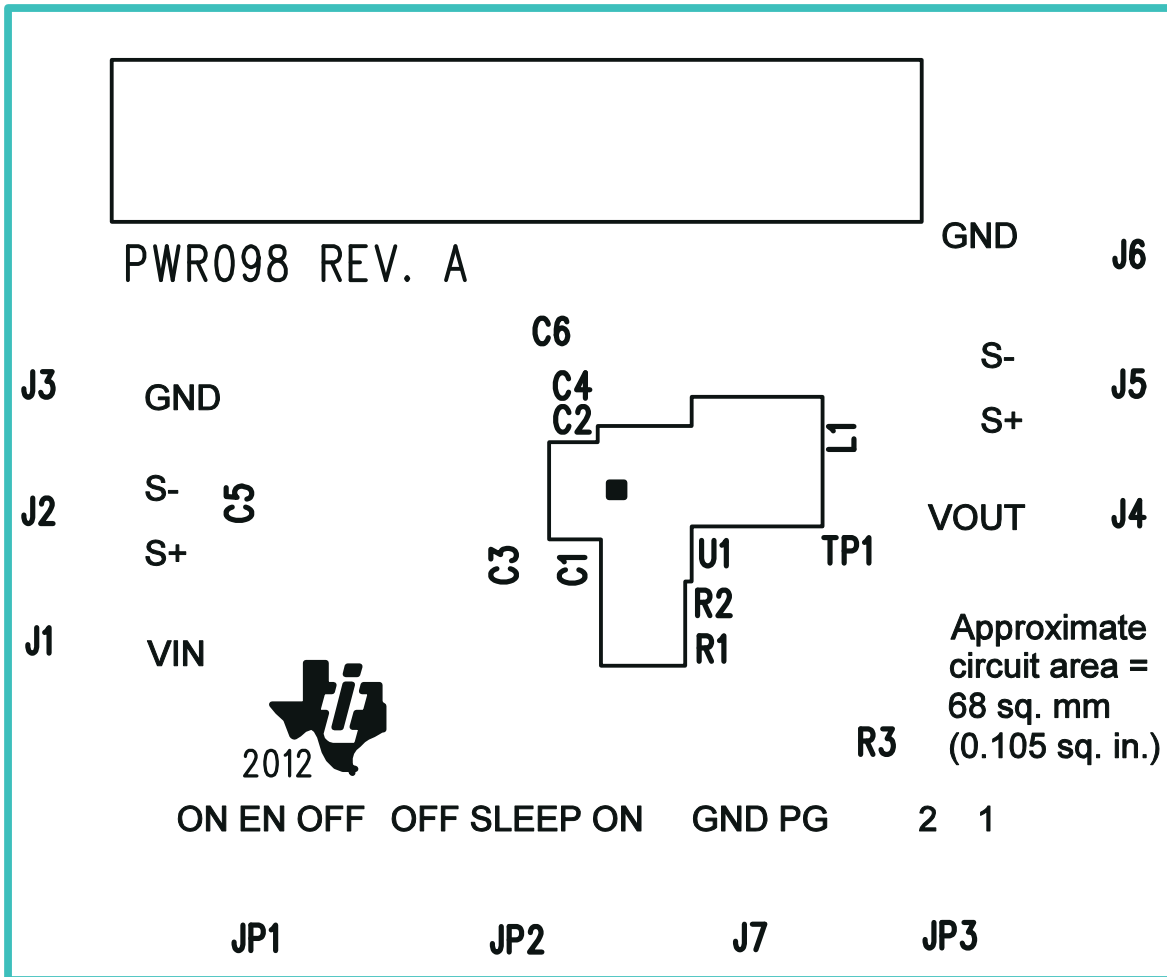 PWR098 REV. A
GND
J6
C6
S-
J3
GND
C4
J5
C2
S+
L1
S-
C5
J2
VOUT
J4
S+
C3
C1
U1
TP1
R2
J1
VIN
R1
Approximate
circuit area =
68 sq. mm
(0.105 sq. in.)
R3
2012
ON EN OFF
OFF SLEEP ON
GND PG
2 1
JP1
JP2
J7
JP3